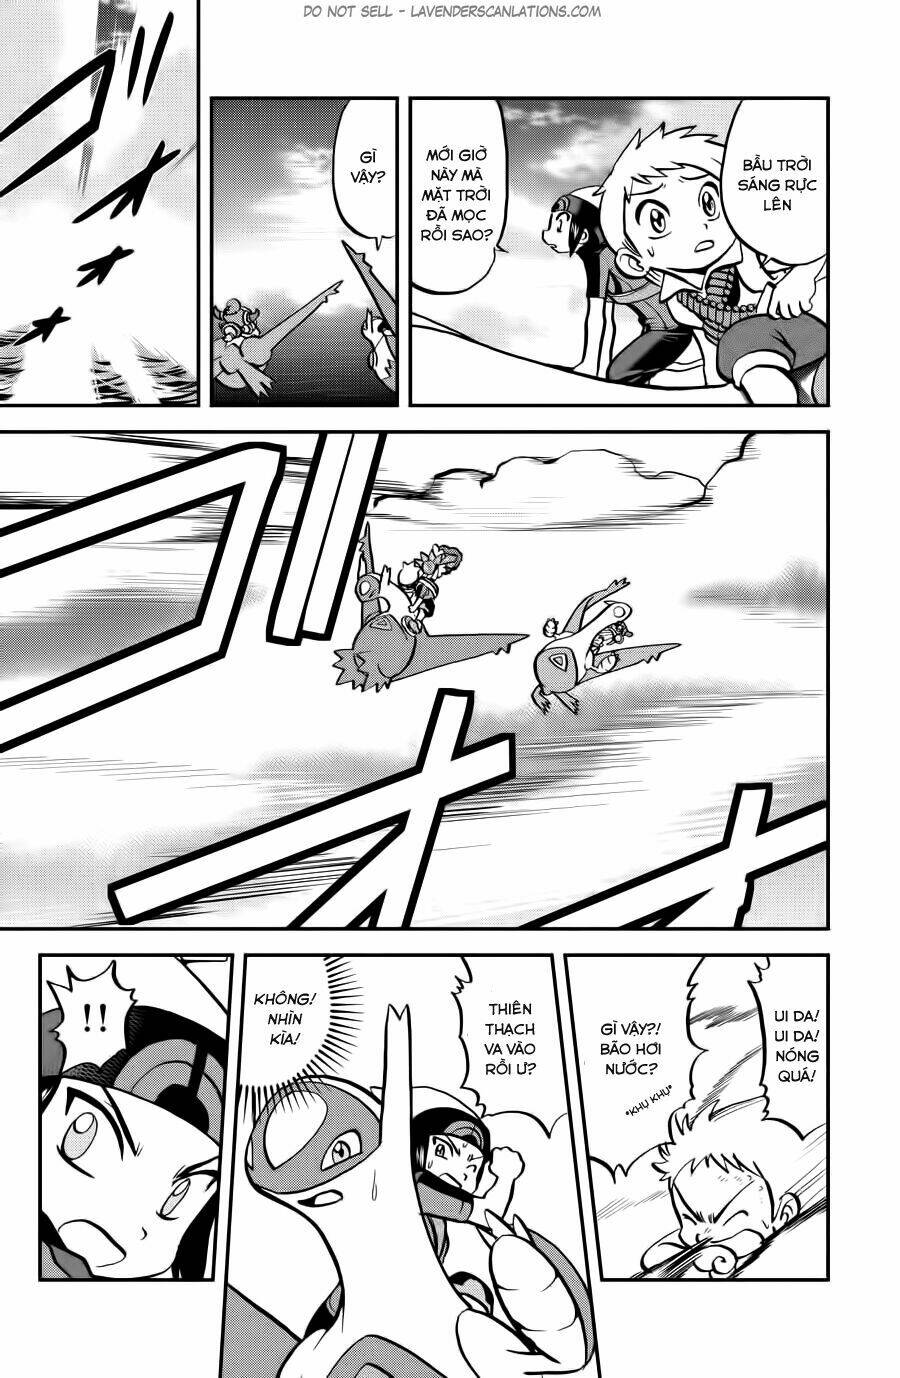 DO NOT SELL - LAVENDERSCANLATIONS.COM
BẦU TRỜI
SÁNG RỰC
LÊN
MỚI GIỜ
NÀY MÀ
MẶT TRỜI
ĐÃ MỌC
RỒI SAO?
GÌ
VẬY?
UI DA!
UI DA!
NÓNG
QUÁ!
GÌ VẬY?!
BÃO HƠI
NƯỚC?
*KHỤ KHỤ*
THIÊN
THẠCH
VA VÀO
RỒI Ư?
KHÔNG!
NHÌN
KÌA!
!!